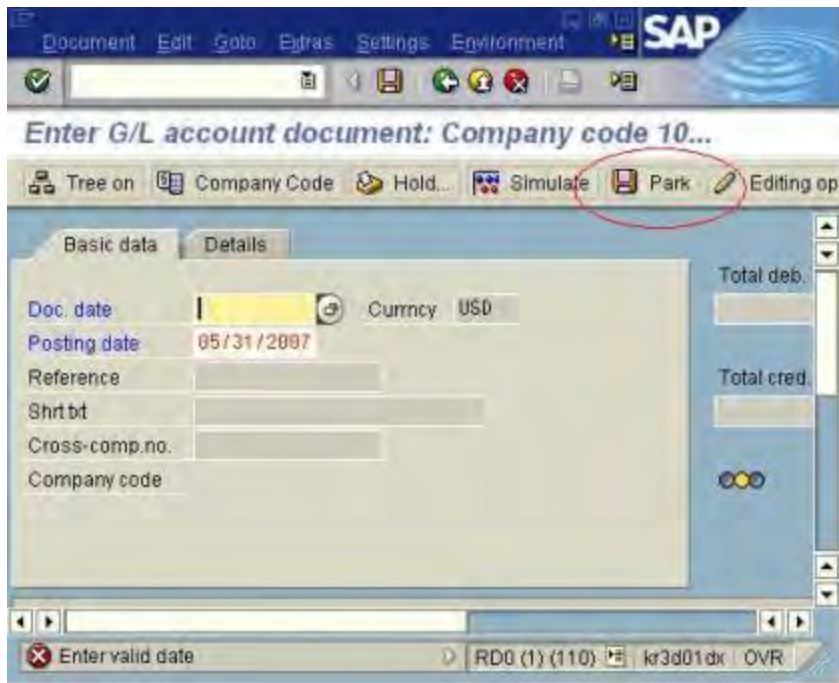 Document Edit Goto Extras Settings Environment SAP
Enter G/L account document: Company code 10...
Tree on Company Code Hold... Simulate Park Editing op
Basic data Details
Total deb.
Doc. date Currncy USD
Posting date 05/31/2007
Reference Total cred.
Shrt txt
Cross-comp.no.
Company code
Enter valid date RD0 (1) (110) kr3d01dx OVR